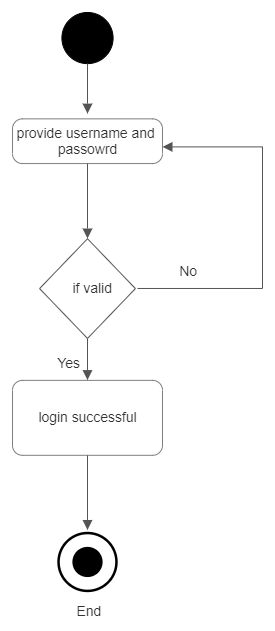 provide username and
passowrd
if valid
No
Yes
login successful
End